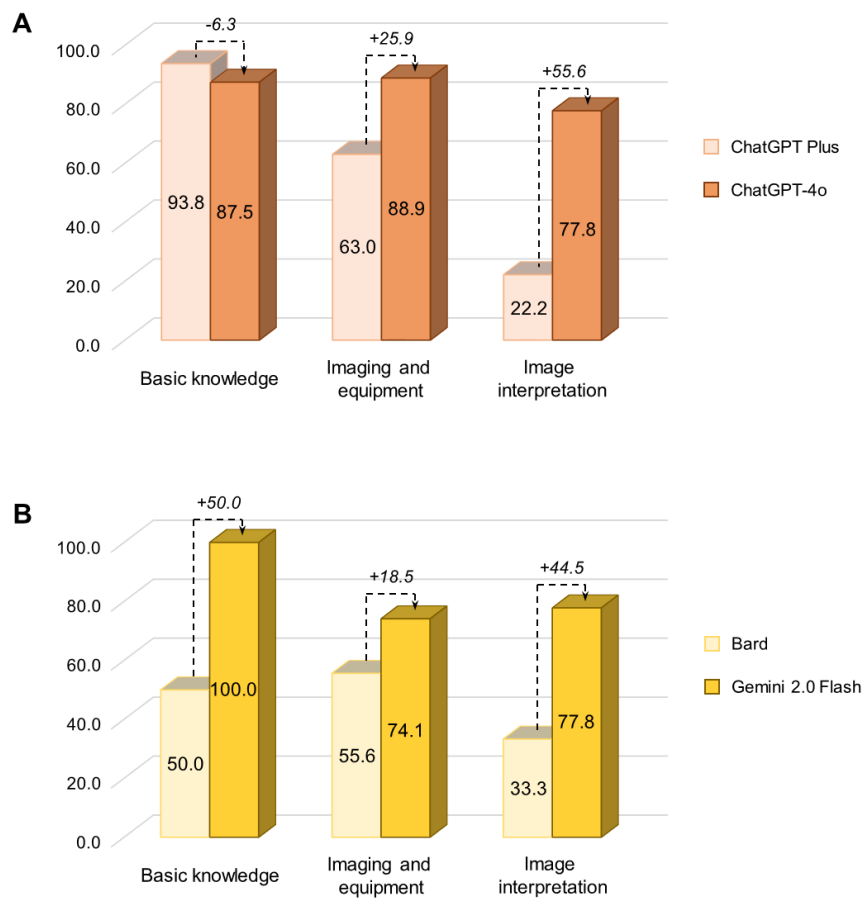 A
-6.3
+25.9
+55.6
100.0
80.0
60.0
40.0
20.0
0.0
93.8
87.5
63.0
88.9
22.2
77.8
Basic knowledge
Imaging and
equipment
Image
interpretation
ChatGPT Plus
ChatGPT-4o
B
+50.0
+18.5
+44.5
100.0
80.0
60.0
40.0
20.0
0.0
50.0
100.0
55.6
74.1
33.3
77.8
Basic knowledge
Imaging and
equipment
Image
interpretation
Bard
Gemini 2.0 Flash